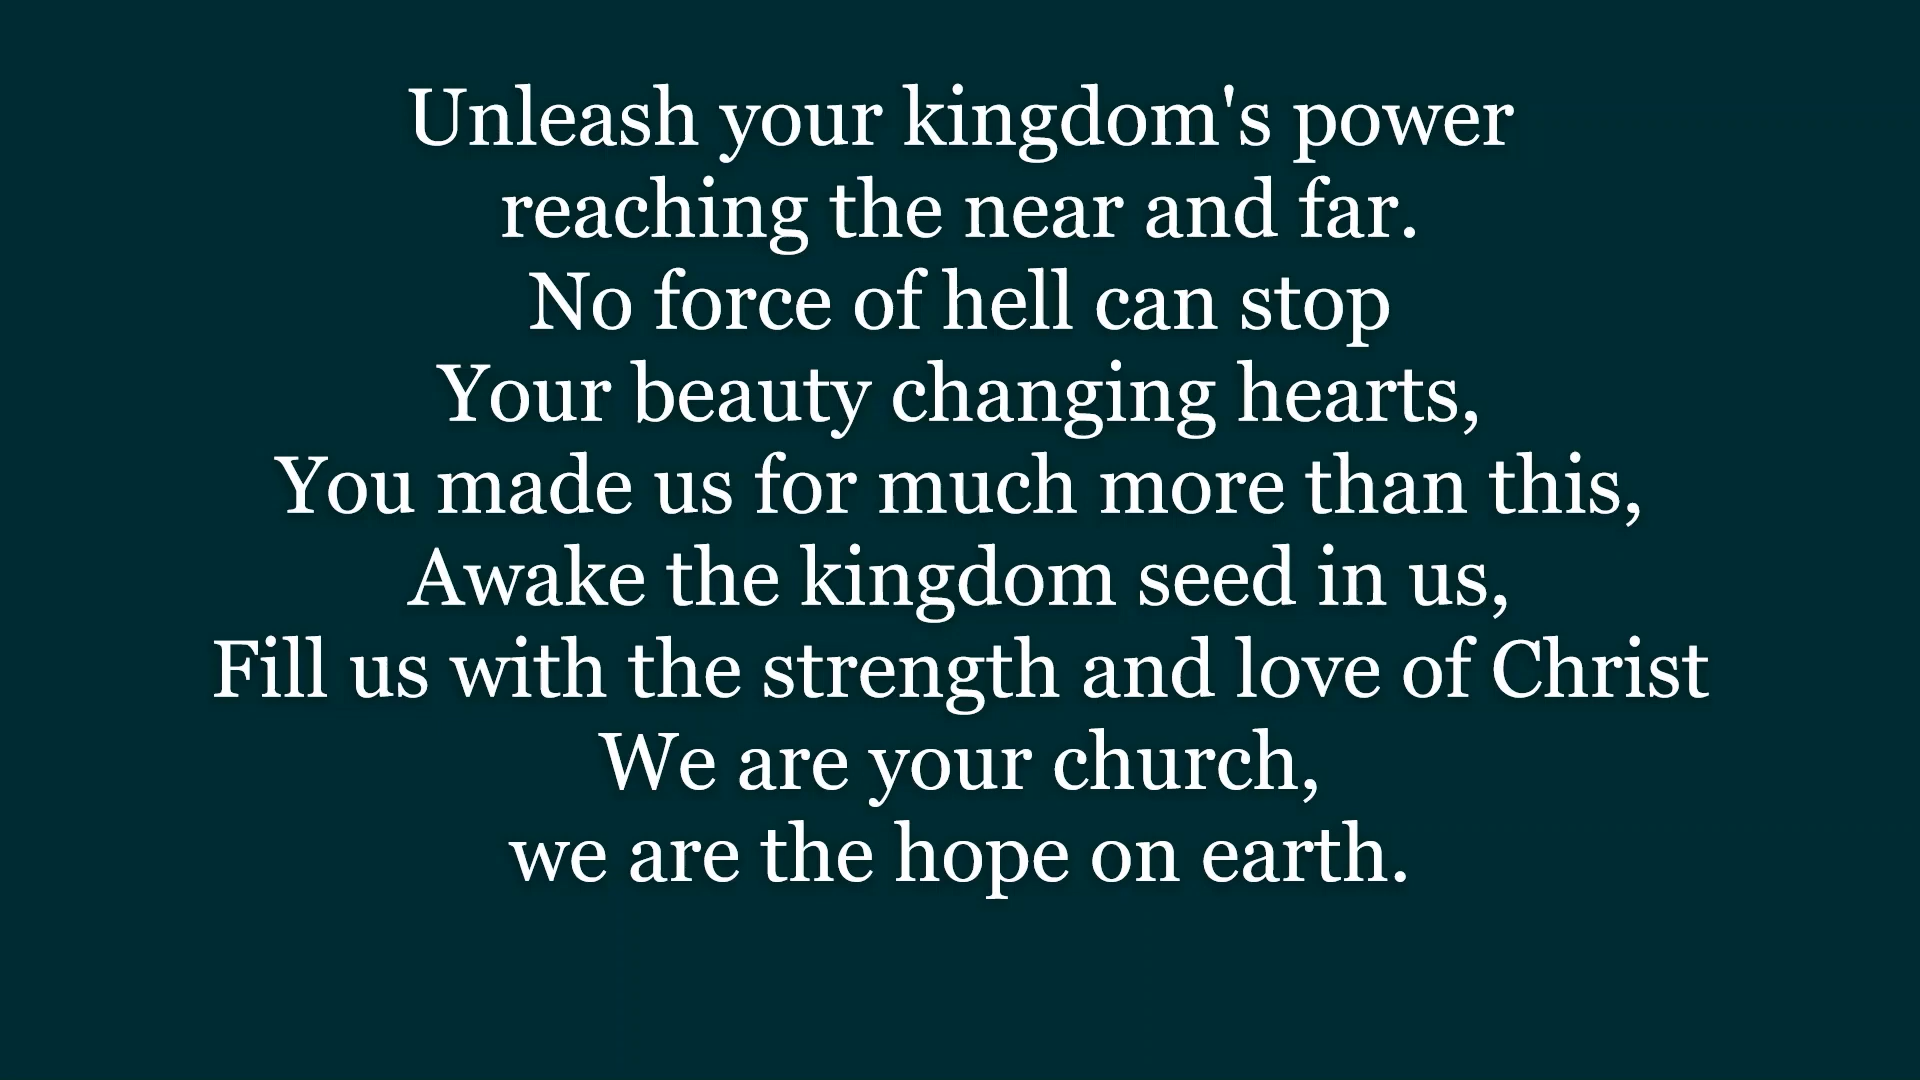 Unleash your kingdom's power
reaching the near and far.
No force of hell can stop
Your beauty changing hearts,
You made us for much more than this,
Awake the kingdom seed in us,
Fill us with the strength and love of Christ
We are your church,
we are the hope on earth.